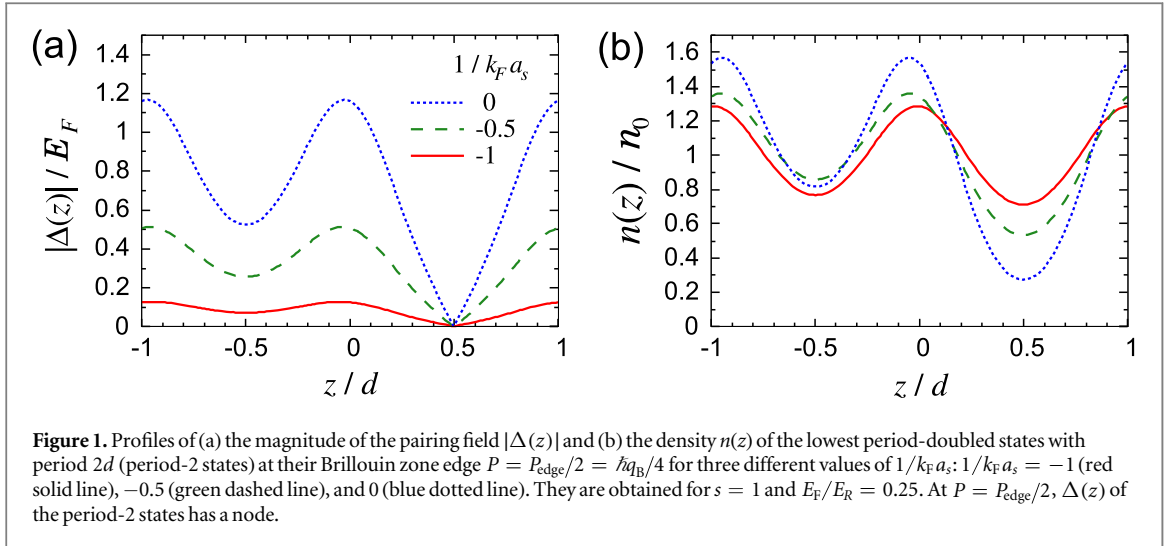 (a)
|Δ(z)| / E_F
1.4
1.2
1
0.8
0.6
0.4
0.2
0
-1
-0.5
0
0.5
1
z / d
1 / k_F a_s
0
-0.5
-1
(b)
n(z) / n_0
1.6
1.4
1.2
1
0.8
0.6
0.4
0.2
0
-1
-0.5
0
0.5
1
z / d
Figure 1. Profiles of (a) the magnitude of the pairing field |Δ(z)| and (b) the density n(z) of the lowest period-doubled states with
period 2d (period-2 states) at their Brillouin zone edge P = P_edge/2 = ℏq_B/4 for three different values of 1/k_F a_s: 1/k_F a_s = −1 (red
solid line), −0.5 (green dashed line), and 0 (blue dotted line). They are obtained for s = 1 and E_F/E_R = 0.25. At P = P_edge/2, Δ(z) of
the period-2 states has a node.